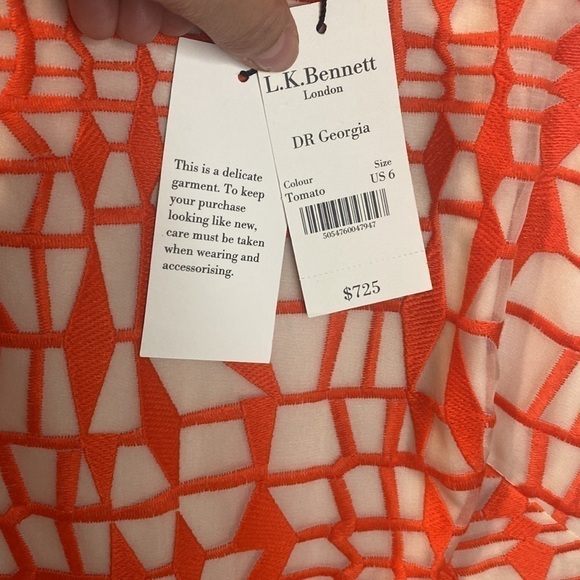 This is a delicate
garment. To keep
your purchase
looking like new,
care must be taken
when wearing and
accessorising.
L.K.Bennett
London
DR Georgia
Colour Size
Tomato US 6
5054760047947
$725